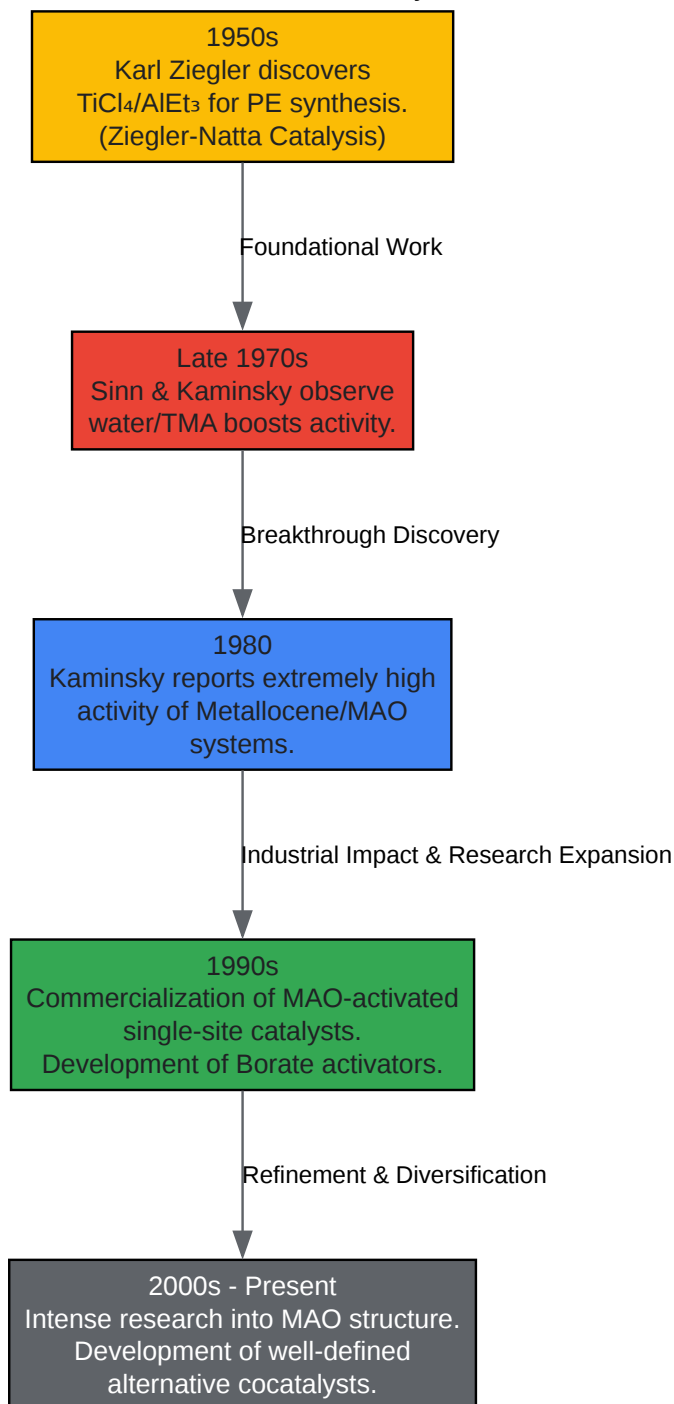 1950s
Karl Ziegler discovers
TiCl₄/AlEt₃ for PE synthesis.
(Ziegler-Natta Catalysis)
Foundational Work
Late 1970s
Sinn & Kaminsky observe
water/TMA boosts activity.
Breakthrough Discovery
1980
Kaminsky reports extremely high
activity of Metallocene/MAO
systems.
Industrial Impact & Research Expansion
1990s
Commercialization of MAO-activated
single-site catalysts.
Development of Borate activators.
Refinement & Diversification
2000s - Present
Intense research into MAO structure.
Development of well-defined
alternative cocatalysts.